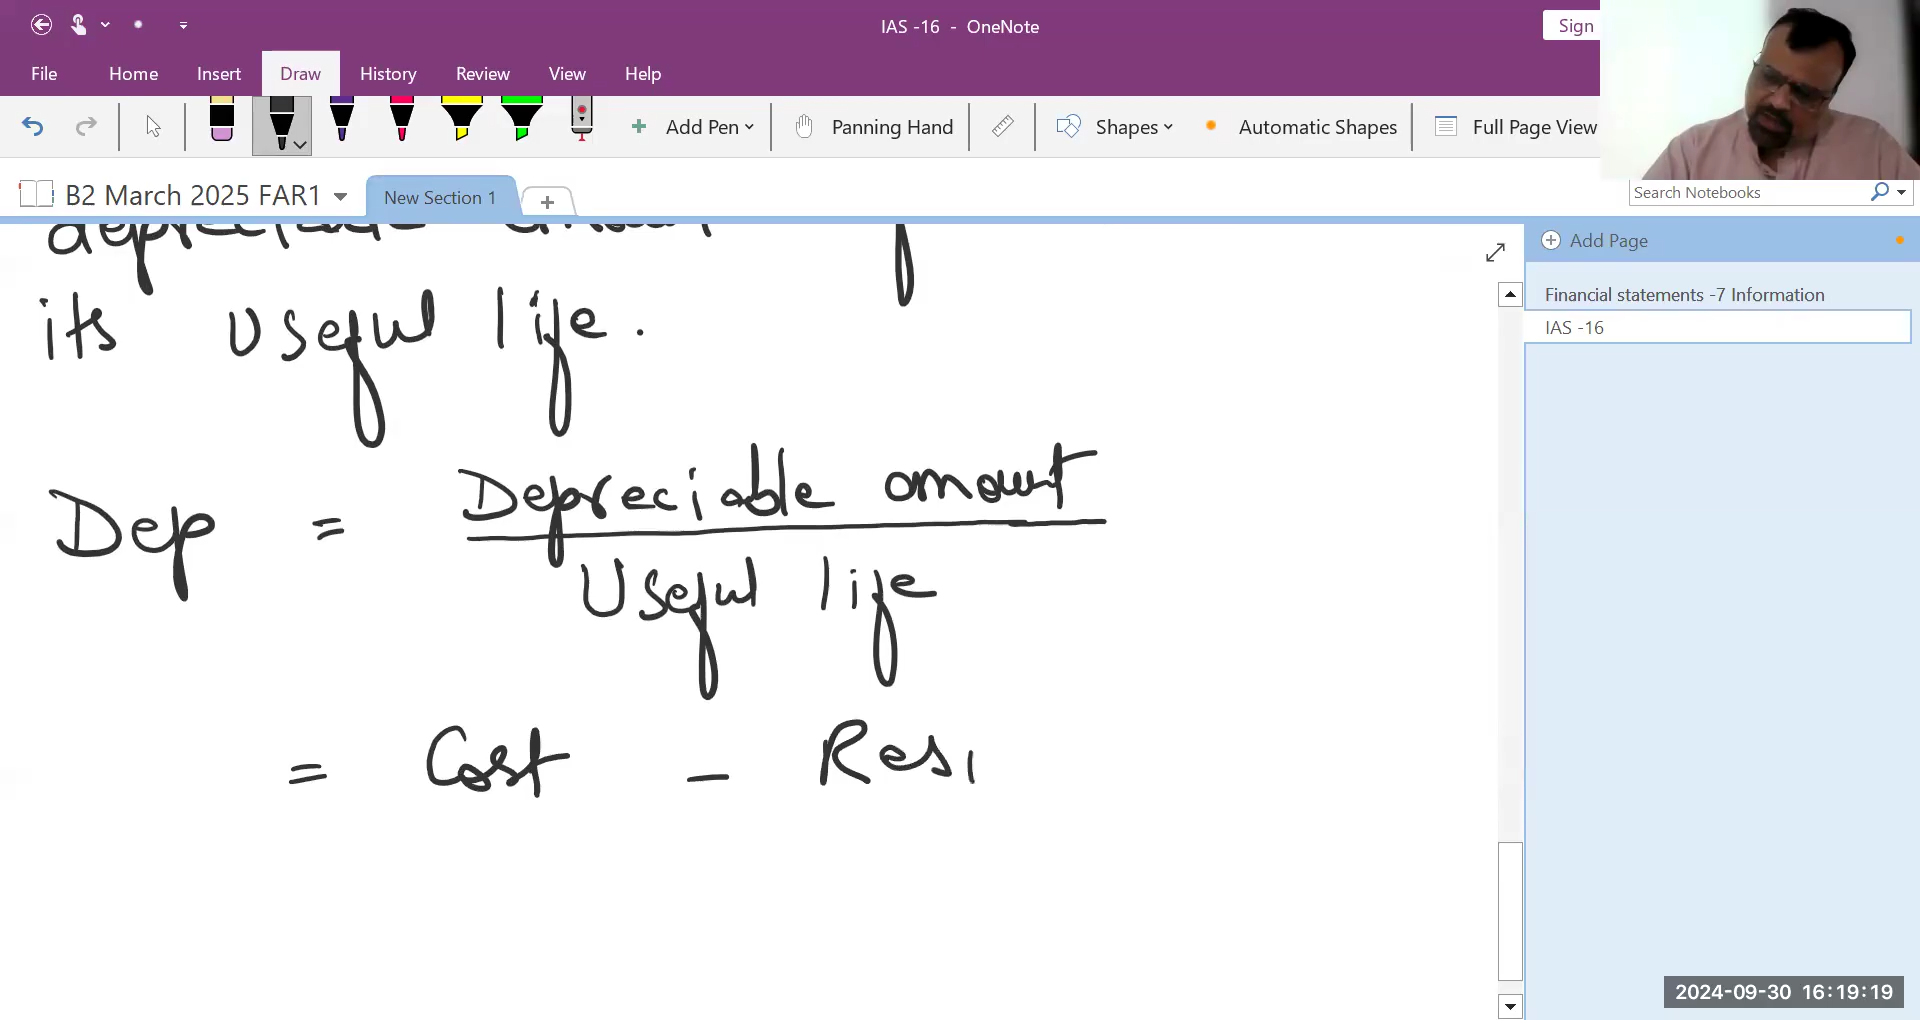 IAS -16 - OneNote
Sign
File Home Insert Draw History Review View Help
Add Pen Panning Hand Shapes Automatic Shapes Full Page View
B2 March 2025 FAR1 New Section 1
Search Notebooks
Add Page
Financial statements -7 Information
IAS -16
its useful life.
Dep = Depreciable amount
Useful life
= Cost - Resi
2024-09-30 16:19:19